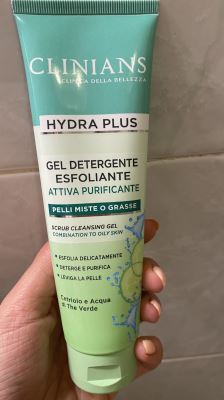 CLINIANS
CLINICA DELLA BELLEZZA
HYDRA PLUS
GEL DETERGENTE
ESFOLIANTE
ATTIVA PURIFICANTE
PELLI MISTE O GRASSE
SCRUB CLEANSING GEL
COMBINATION TO OILY SKIN
• ESFOLIA DELICATAMENTE
• DETERGE E PURIFICA
• LEVIGA LA PELLE
Cetriolo e Acqua
di The Verde